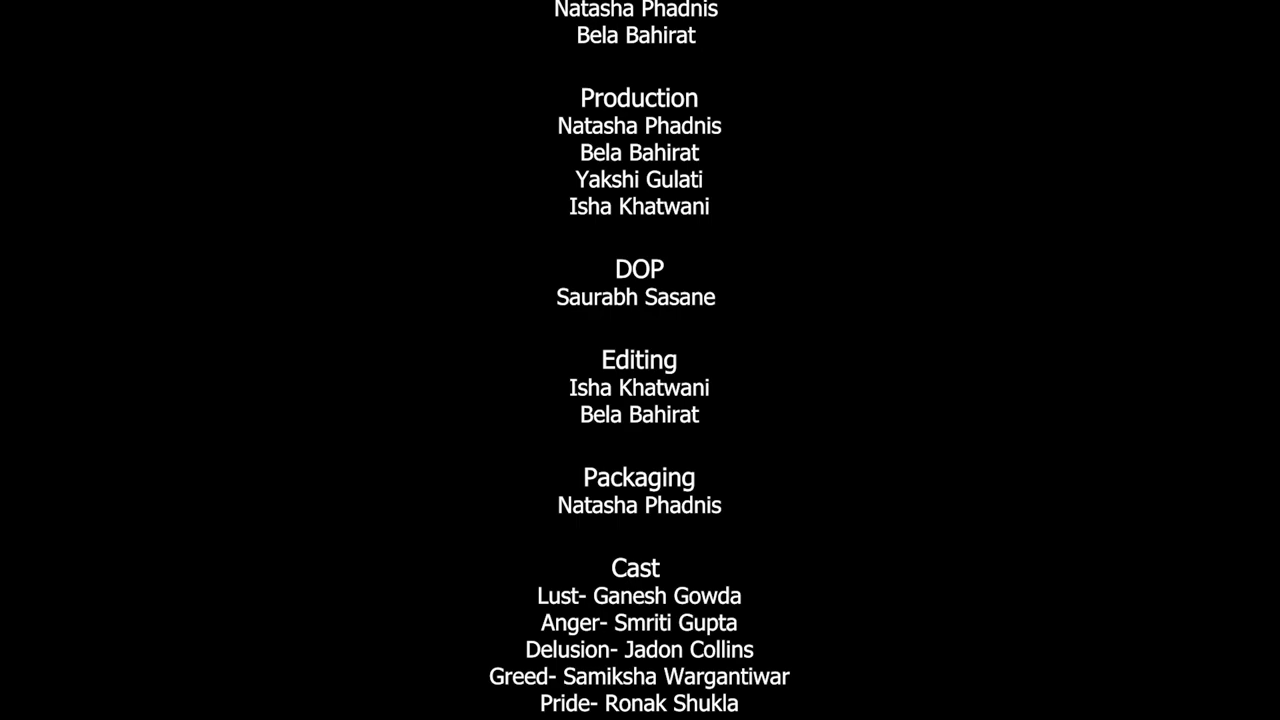 Natasha Phadnis
Bela Bahirat
Production
Natasha Phadnis
Bela Bahirat
Yakshi Gulati
Isha Khatwani
DOP
Saurabh Sasane
Editing
Isha Khatwani
Bela Bahirat
Packaging
Natasha Phadnis
Cast
Lust- Ganesh Gowda
Anger- Smriti Gupta
Delusion- Jadon Collins
Greed- Samiksha Wargantiwar
Pride- Ronak Shukla